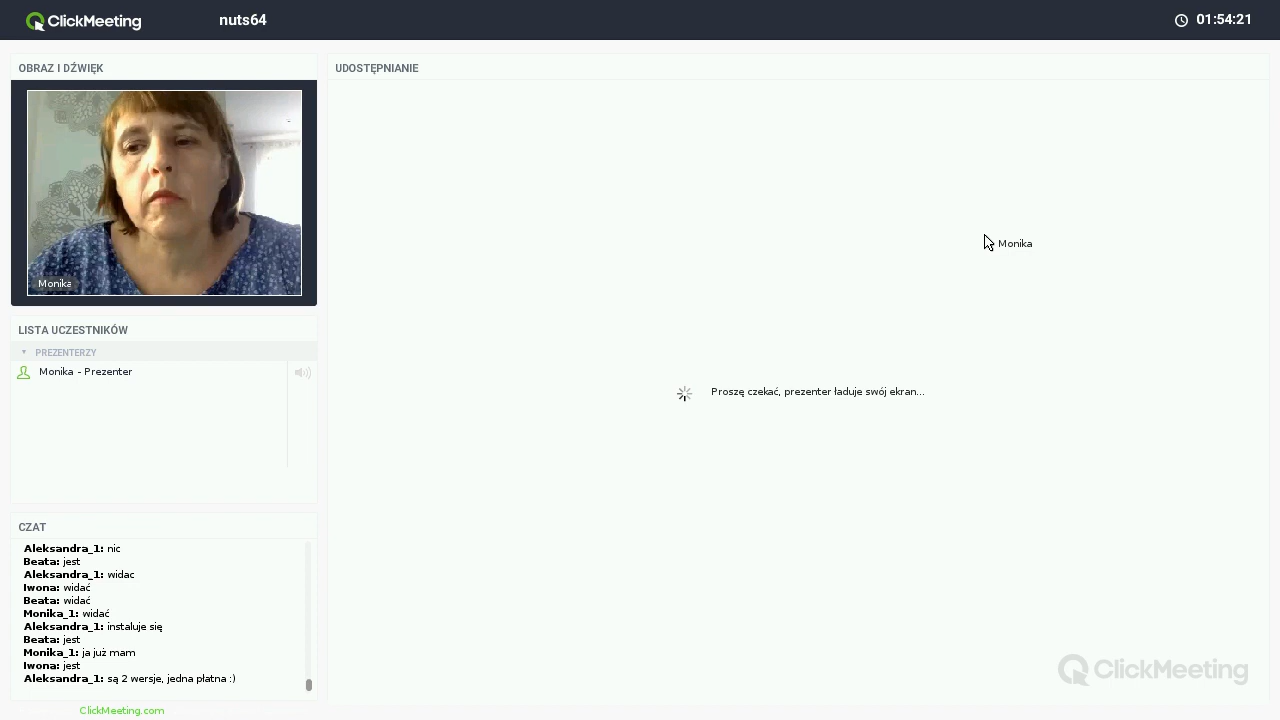 ClickMeeting
nuts64
01:54:21
OBRAZ I DŹWIĘK
Monika
LISTA UCZESTNIKÓW
PREZENTERZY
Monika - Prezenter
CZAT
Aleksandra_1: nic
Beata: jest
Aleksandra_1: widac
Iwona: widać
Beata: widać
Monika_1: widać
Aleksandra_1: instaluje się
Beata: jest
Monika_1: ja już mam
Iwona: jest
Aleksandra_1: są 2 wersje, jedna płatna :)
ClickMeeting.com
UDOSTĘPNIANIE
Monika
Proszę czekać, prezenter ładuje swój ekran...
ClickMeeting